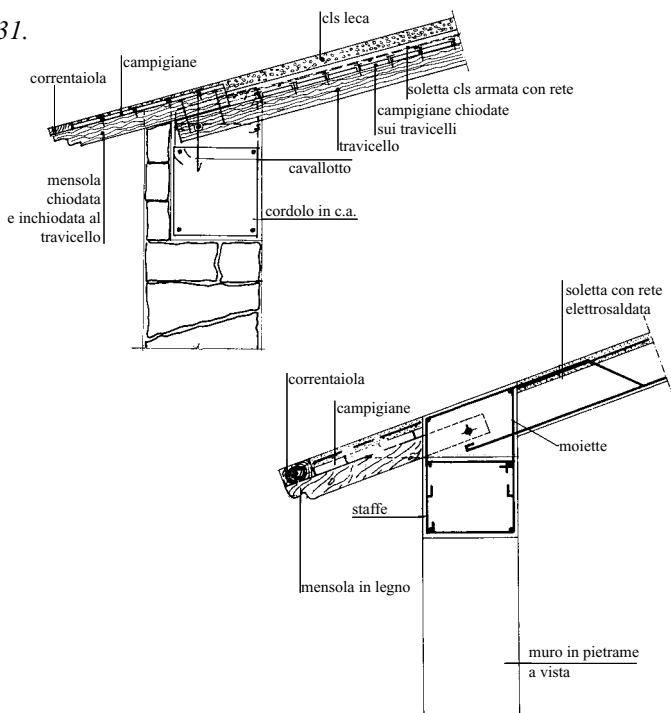 31.
cls leca
campigiane
correntaiola
soletta cls armata con rete
campigiane chiodate
sui travicelli
travicello
cavallotto
mensola
chiodata
e inchiodata al
travicello
cordolo in c.a.
soletta con rete
elettrosaldata
correntaiola
campigiane
moiette
staffe
mensola in legno
muro in pietrame
a vista